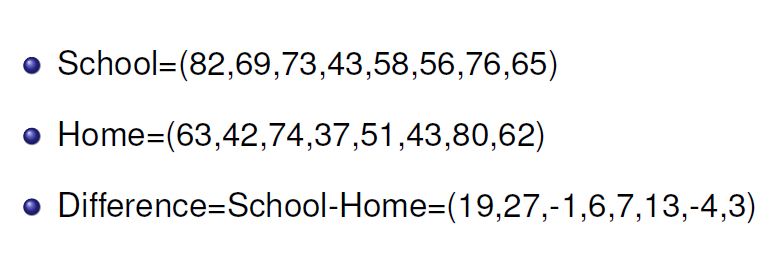 School=(82,69,73,43,58,56,76,65)
Home=(63,42,74,37,51,43,80,62)
Difference=School-Home=(19,27,-1,6,7,13,-4,3)